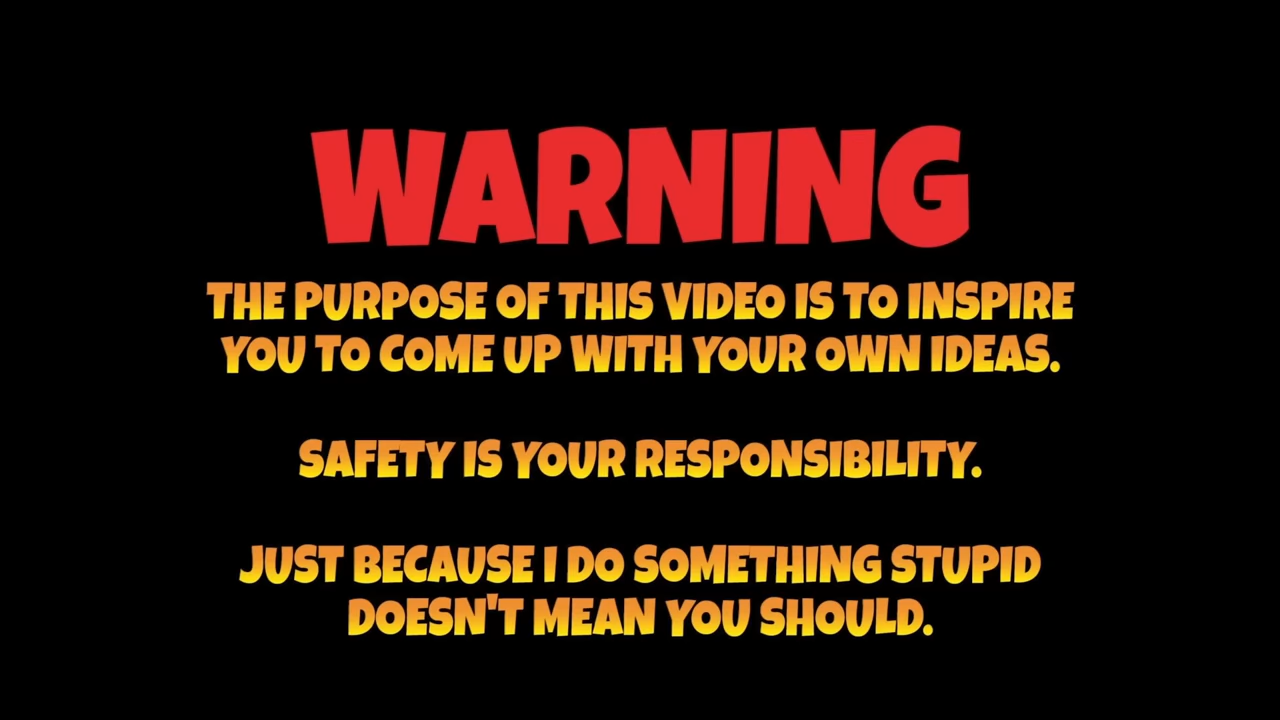 WARNING
THE PURPOSE OF THIS VIDEO IS TO INSPIRE
YOU TO COME UP WITH YOUR OWN IDEAS.
SAFETY IS YOUR RESPONSIBILITY.
JUST BECAUSE I DO SOMETHING STUPID
DOESN'T MEAN YOU SHOULD.